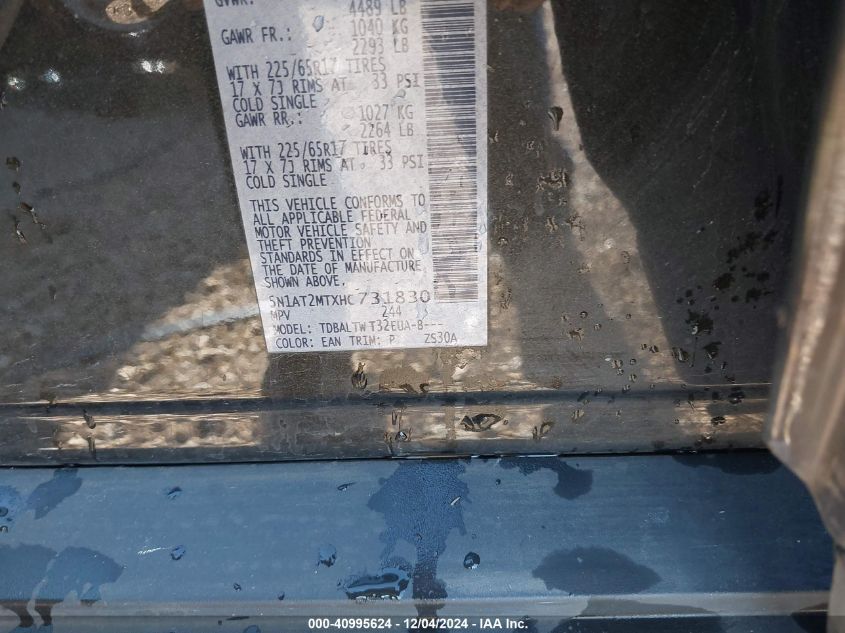 GVWR:
4489 LB
GAWR FR.: 1040 KG
2293 LB
WITH 225/65R17 TIRES
17 X 7J RIMS AT 33 PSI
COLD SINGLE
GAWR RR.: 1027 KG
2264 LB
WITH 225/65R17 TIRES
17 X 7J RIMS AT 33 PSI
COLD SINGLE
THIS VEHICLE CONFORMS TO
ALL APPLICABLE FEDERAL
MOTOR VEHICLE SAFETY AND
THEFT PREVENTION
STANDARDS IN EFFECT ON
THE DATE OF MANUFACTURE
SHOWN ABOVE.
5N1AT2MTXHC731830
MPV 244
MODEL: TDBALTWT32EUA-B---
COLOR: EAN TRIM: P ZS30A
000-40995624 - 12/04/2024 - IAA Inc.